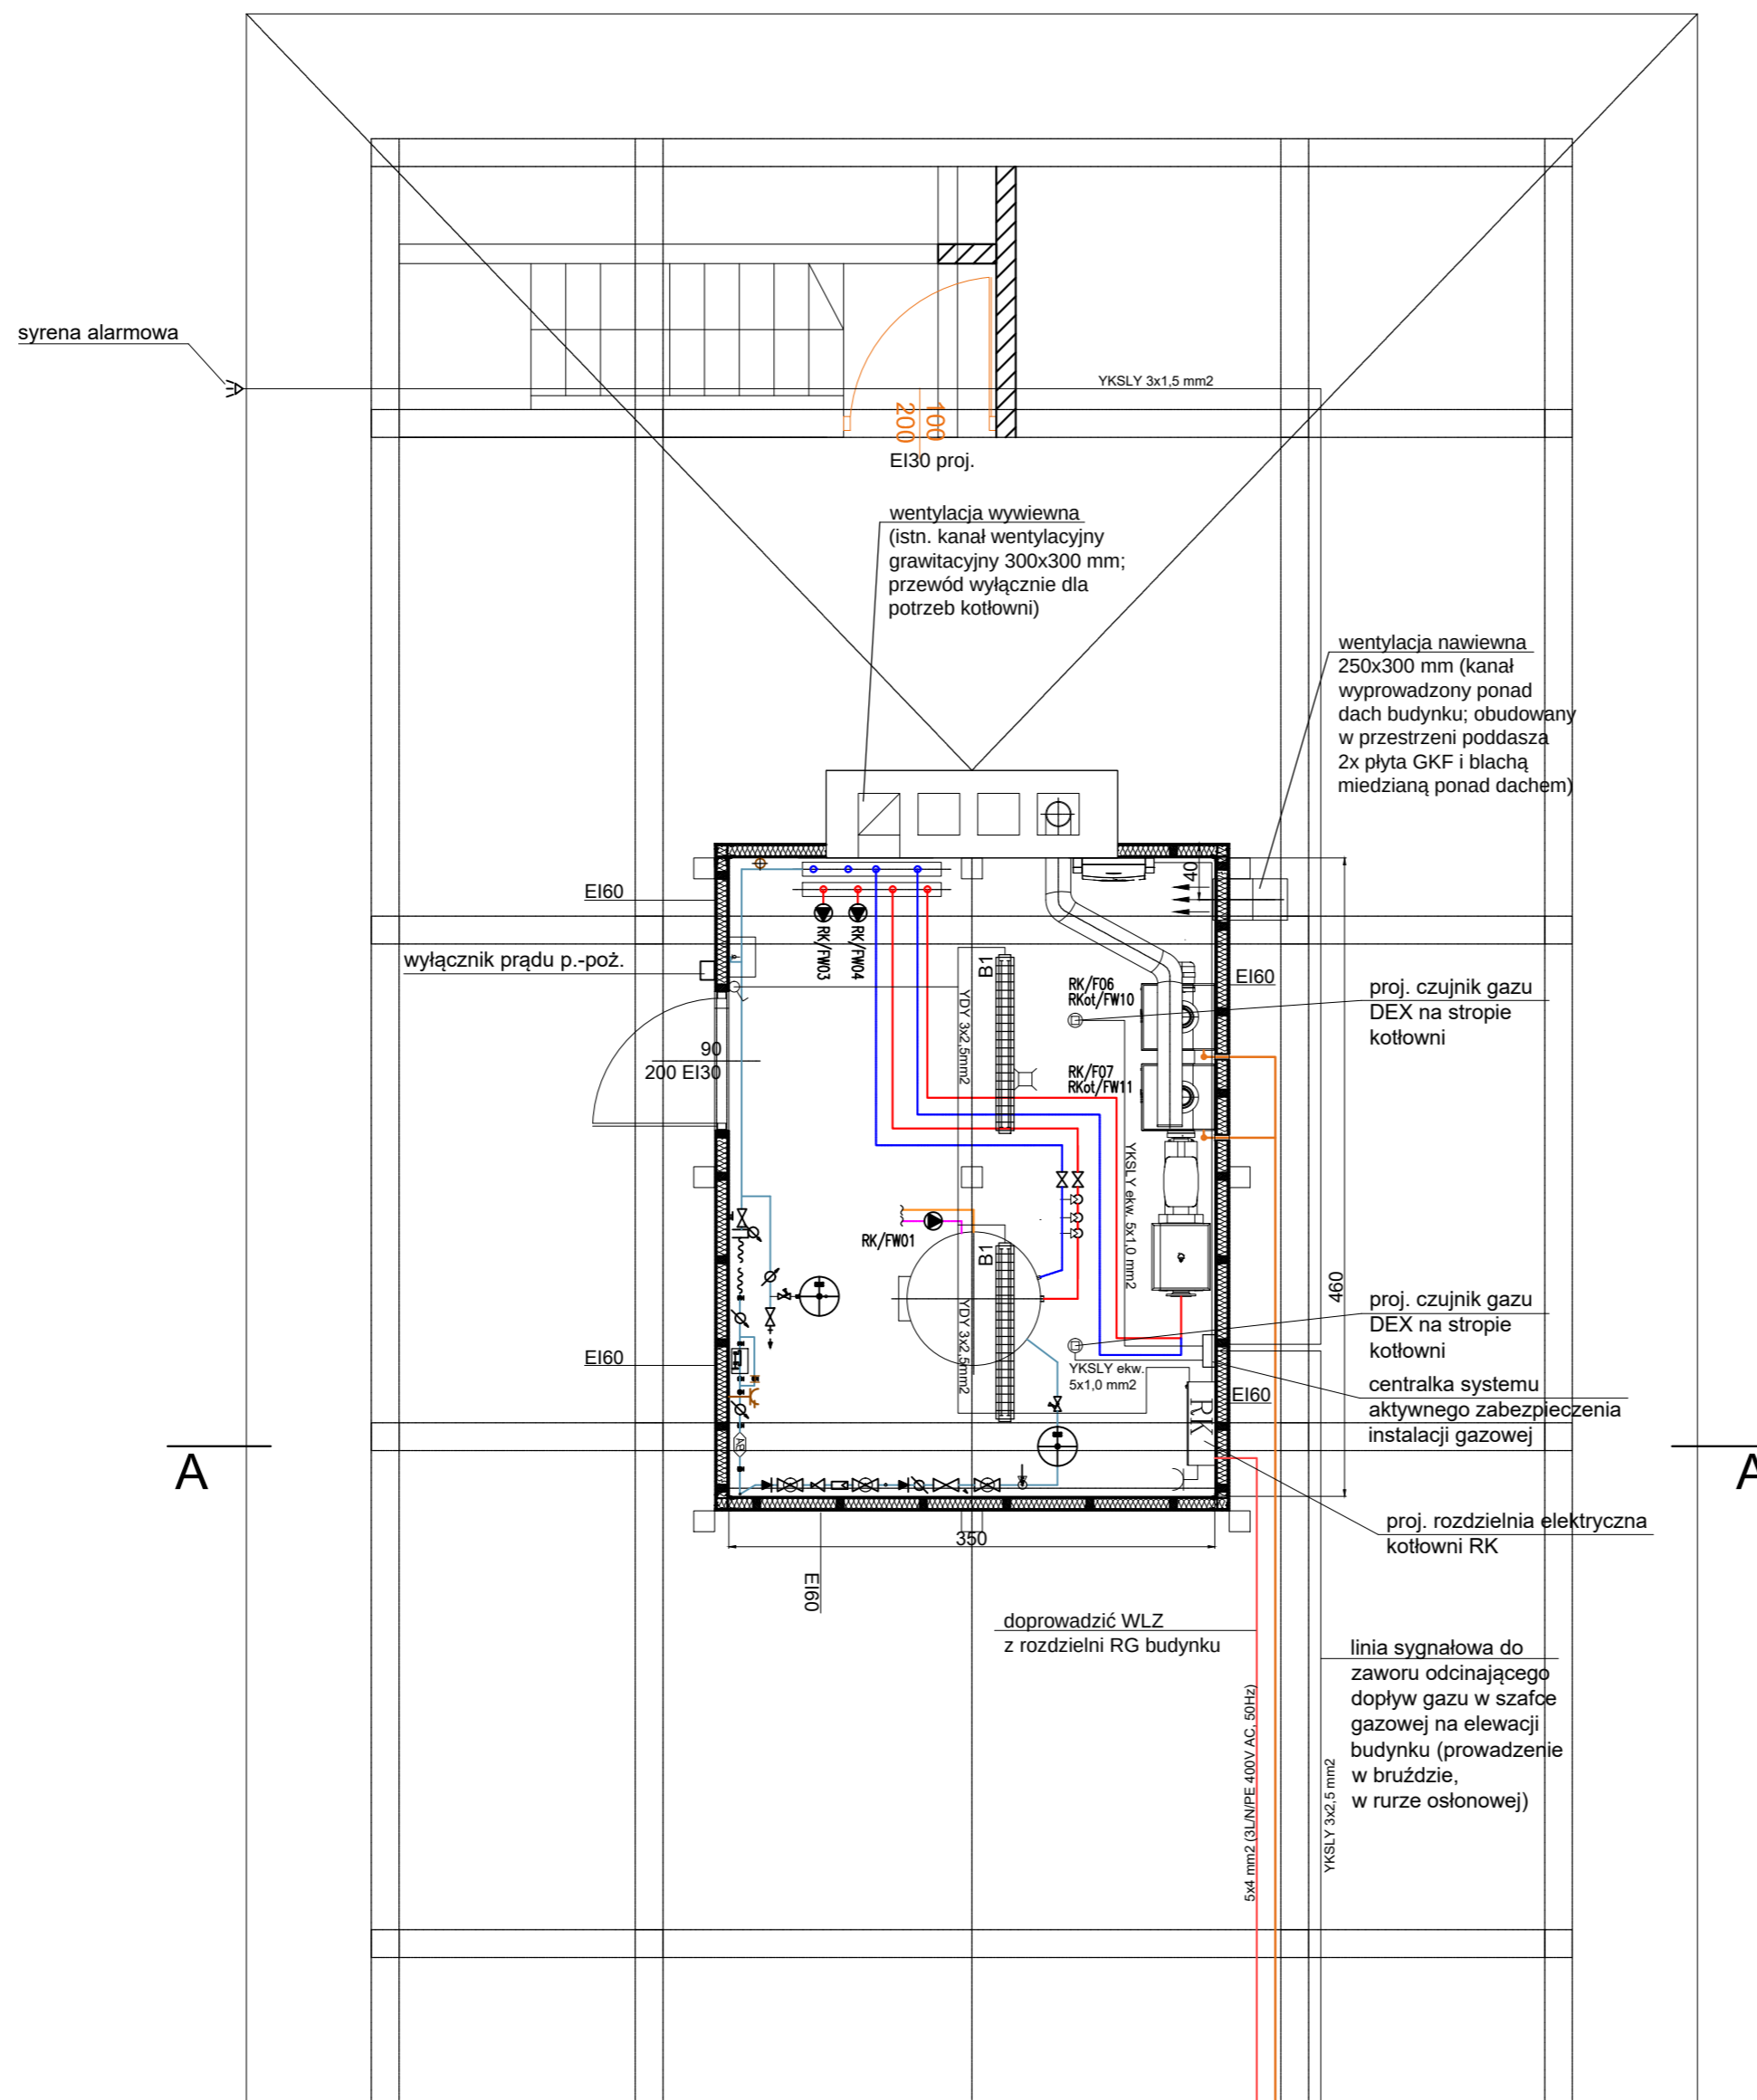 syrena alarmowa
YKSLY 3x1,5 mm2
100
200
EI30 proj.
wentylacja wywiewna
(istn. kanał wentylacyjny
grawitacyjny 300x300 mm;
przewód wyłącznie dla
potrzeb kotłowni)
wentylacja nawiewna
250x300 mm (kanał
wyprowadzony ponad
dach budynku; obudowany
w przestrzeni poddasza
2x płyta GKF i blachą
miedzianą ponad dachem)
40
EI60
wyłącznik prądu p.-poż.
RK/FW03
RK/FW04
B1
YDY 3x2,5mm2
RK/F06
RKot/FW10
EI60
proj. czujnik gazu
DEX na stropie
kotłowni
90
200 EI30
RK/F07
RKot/FW11
YKSLY ekw. 5x1,0 mm2
RK/FW01
B1
YDY 3x2,5mm2
460
proj. czujnik gazu
DEX na stropie
kotłowni
EI60
YKSLY ekw.
5x1,0 mm2
EI60
RK
centralka systemu
aktywnego zabezpieczenia
instalacji gazowej
A
A
proj. rozdzielnia elektryczna
kotłowni RK
350
EI60
doprowadzić WLZ
z rozdzielni RG budynku
5x4 mm2 (3L/N/PE 400V AC, 50Hz)
linia sygnałowa do
zaworu odcinającego
dopływ gazu w szafce
gazowej na elewacji
budynku (prowadzenie
w bruździe,
w rurze osłonowej)
YKSLY 3x2,5 mm2